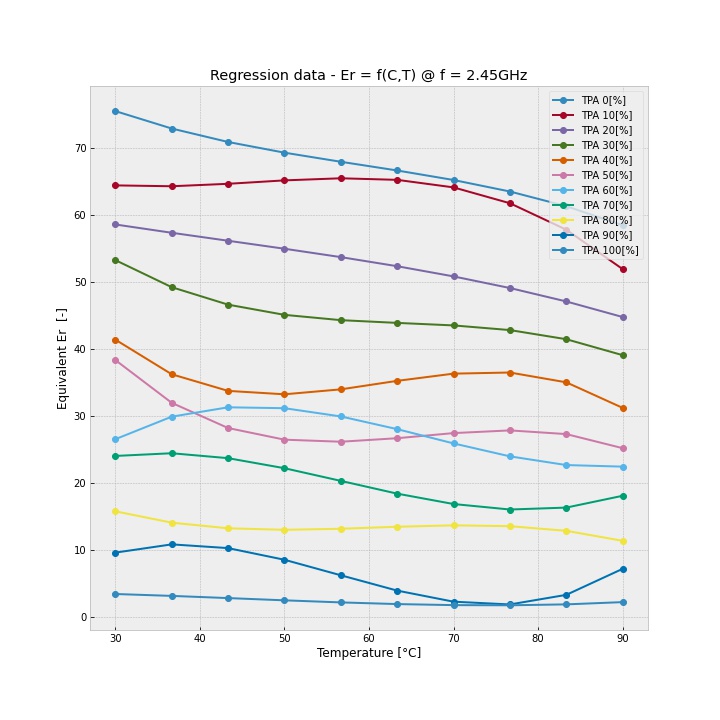 Regression data - Er = f(C,T) @ f = 2.45GHz
TPA 0[%]
TPA 10[%]
TPA 20[%]
TPA 30[%]
TPA 40[%]
TPA 50[%]
TPA 60[%]
TPA 70[%]
TPA 80[%]
TPA 90[%]
TPA 100[%]
Equivalent Er [-]
70
60
50
40
30
20
10
0
30 40 50 60 70 80 90
Temperature [°C]